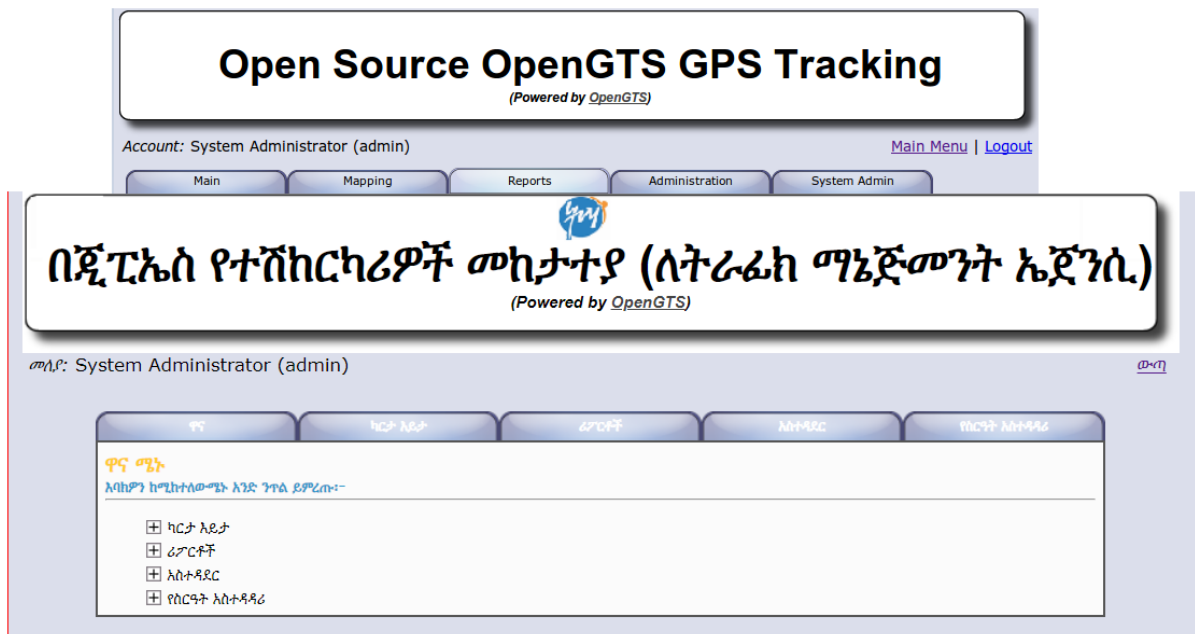 Open Source OpenGTS GPS Tracking
(Powered by OpenGTS)
Account: System Administrator (admin) Main Menu | Logout
Main Mapping Reports Administration System Admin
በጂፒኤስ የተሽከርካሪዎች መከታተያ (ለትራፊክ ማኔጅመንት ኤጀንሲ)
(Powered by OpenGTS)
መለያ: System Administrator (admin) ውጣ
ዋና ካርታ እይታ ሪፖርቶች አስተዳደር የስርዓት አስተዳዳሪ
ዋና ሜኑ
እባክዎን ከሚከተለውሜኑ አንድ ንጥል ይምረጡ፡-
ካርታ እይታ
ሪፖርቶች
አስተዳደር
የስርዓት አስተዳዳሪ